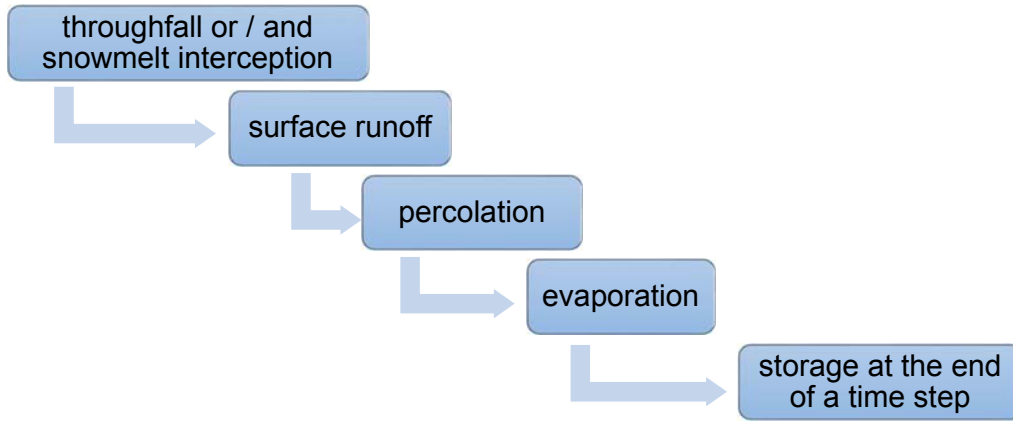 throughfall or / and
snowmelt interception
surface runoff
percolation
evaporation
storage at the end
of a time step